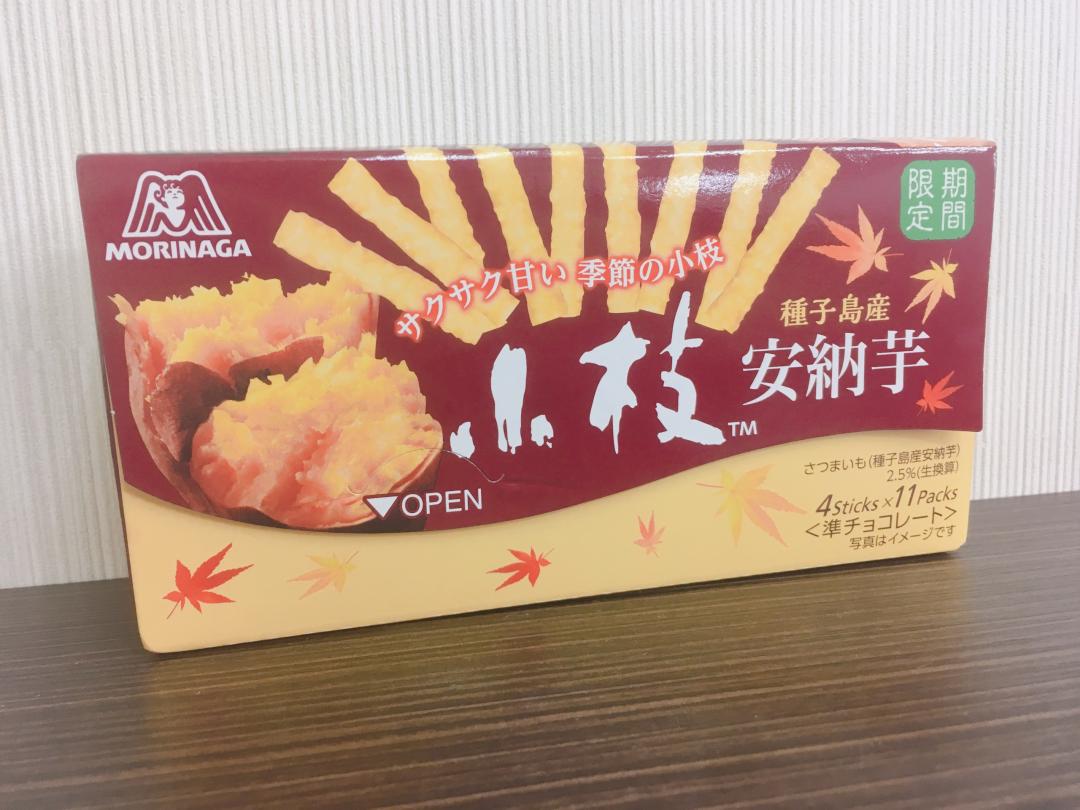 MORINAGA
サクサク甘い 季節の小枝
期間
限定
種子島産
安納芋
小枝™
さつまいも(種子島産安納芋)
2.5%(生換算)
4Sticks×11Packs
<準チョコレート>
写真はイメージです
▽OPEN